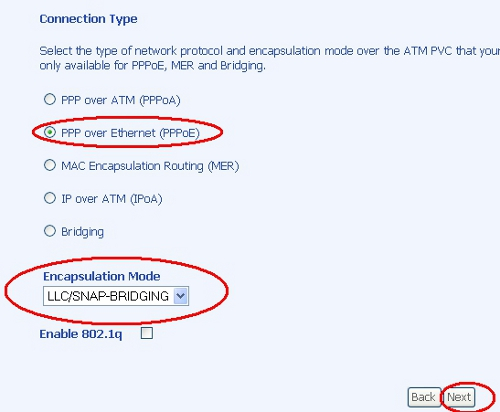 Connection Type
Select the type of network protocol and encapsulation mode over the ATM PVC that your
only available for PPPoE, MER and Bridging.
PPP over ATM (PPPoA)
PPP over Ethernet (PPPoE)
MAC Encapsulation Routing (MER)
IP over ATM (IPoA)
Bridging
Encapsulation Mode
LLC/SNAP-BRIDGING
Enable 802.1q
Back Next